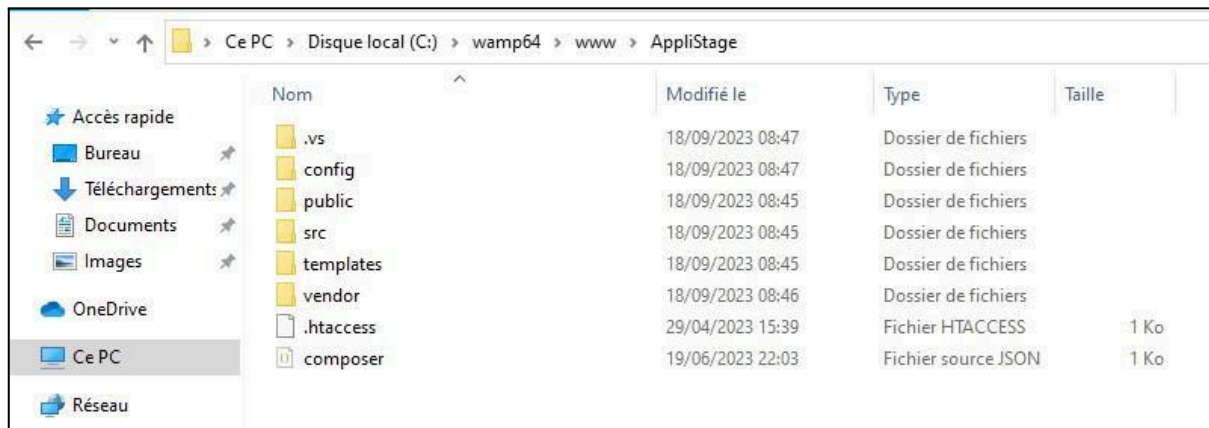 Ce PC > Disque local (C:) > wamp64 > www > AppliStage
Nom Modifié le Type Taille
Accès rapide
Bureau
Téléchargements
Documents
Images
OneDrive
Ce PC
Réseau
.vs 18/09/2023 08:47 Dossier de fichiers
config 18/09/2023 08:47 Dossier de fichiers
public 18/09/2023 08:45 Dossier de fichiers
src 18/09/2023 08:45 Dossier de fichiers
templates 18/09/2023 08:45 Dossier de fichiers
vendor 18/09/2023 08:46 Dossier de fichiers
.htaccess 29/04/2023 15:39 Fichier HTACCESS 1 Ko
composer 19/06/2023 22:03 Fichier source JSON 1 Ko